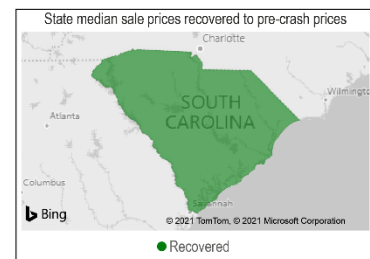 State median sale prices recovered to pre-crash prices
Charlotte
Wilmingto
SOUTH
CAROLINA
Atlanta
Columbus
Savannah
Bing
© 2021 TomTom, © 2021 Microsoft Corporation
Recovered